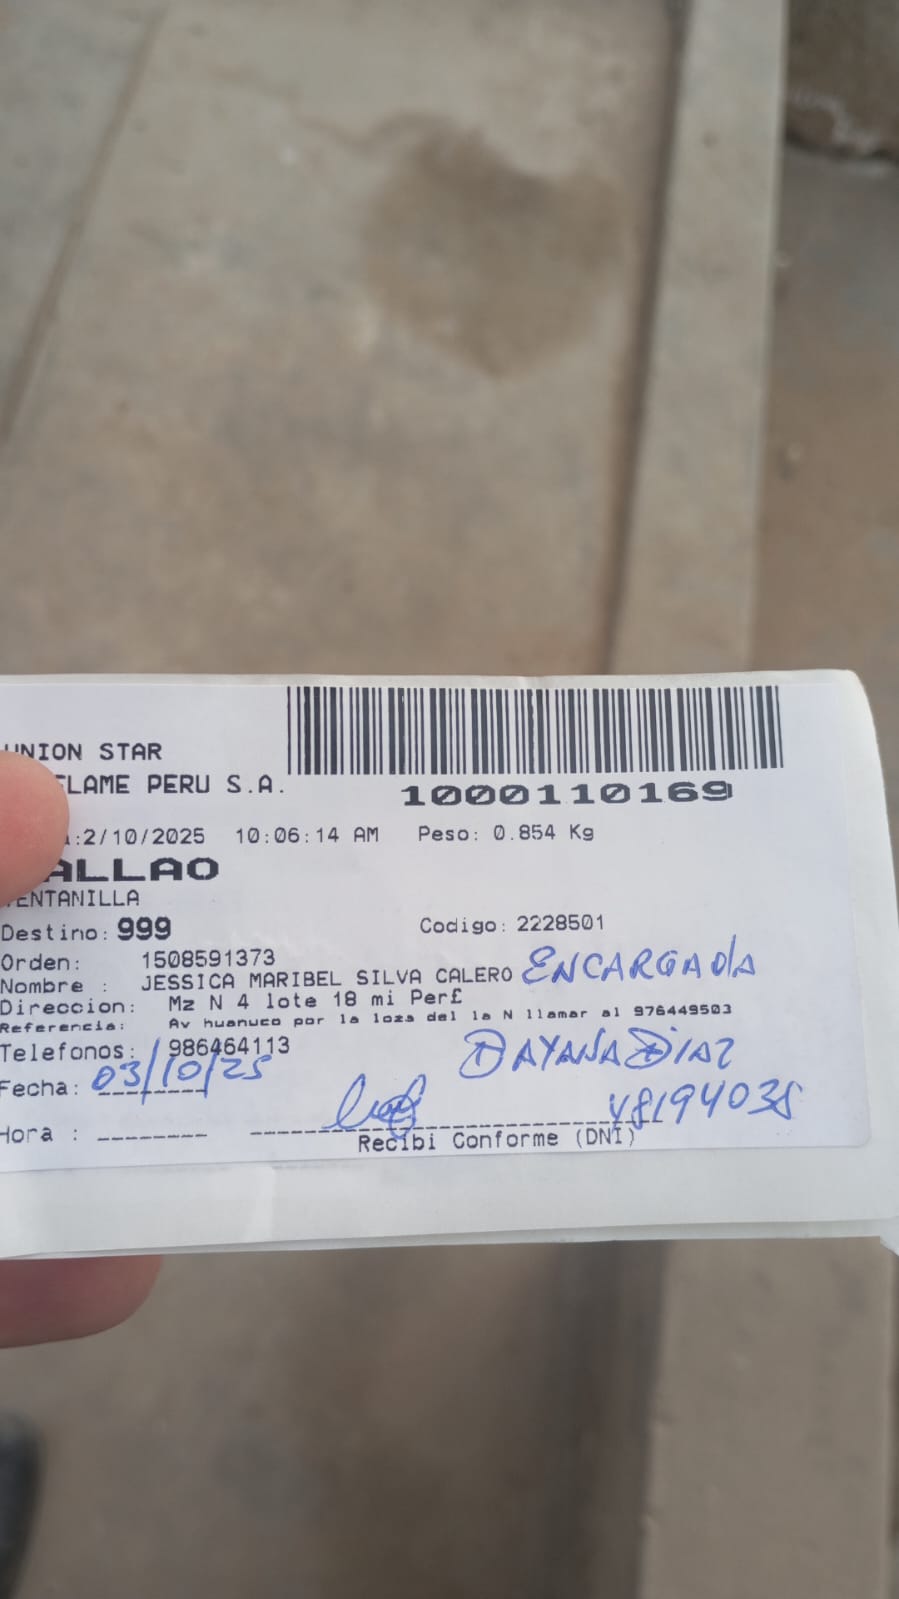 UNION STAR
FLAME PERU S.A.
1000110169
:2/10/2025 10:06:14 AM Peso: 0.854 Kg
ALLAO
VENTANILLA
Destino: 999 Codigo: 2228501
Orden: 1508591373
Nombre : JESSICA MARIBEL SILVA CALERO ENCARGADA
Direccion: Mz N 4 lote 18 mi Per£
Referencia: Av huanuco por la loza del la N llamar al 976449503
Telefonos: 986464113 DAYANA DIAZ
Fecha: 03/10/25
48194038
Hora :
Recibi Conforme (DNI)